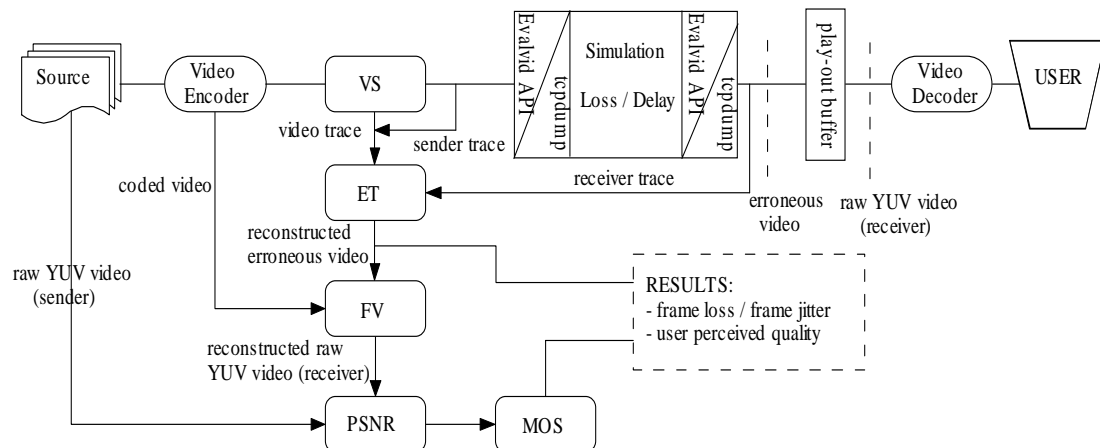 Source
Video
Encoder
VS
Evalvid API
tcpdump
Simulation
Loss / Delay
Evalvid API
tcpdump
play-out buffer
Video
Decoder
USER
video trace
sender trace
coded video
ET
receiver trace
erroneous
video
raw YUV video
(receiver)
reconstructed
erroneous video
raw YUV video
(sender)
RESULTS:
- frame loss / frame jitter
- user perceived quality
FV
reconstructed raw
YUV video (receiver)
PSNR
MOS